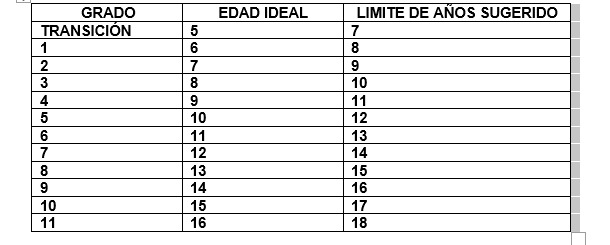 GRADO EDAD IDEAL LIMITE DE AÑOS SUGERIDO
TRANSICIÓN 5 7
1 6 8
2 7 9
3 8 10
4 9 11
5 10 12
6 11 13
7 12 14
8 13 15
9 14 16
10 15 17
11 16 18